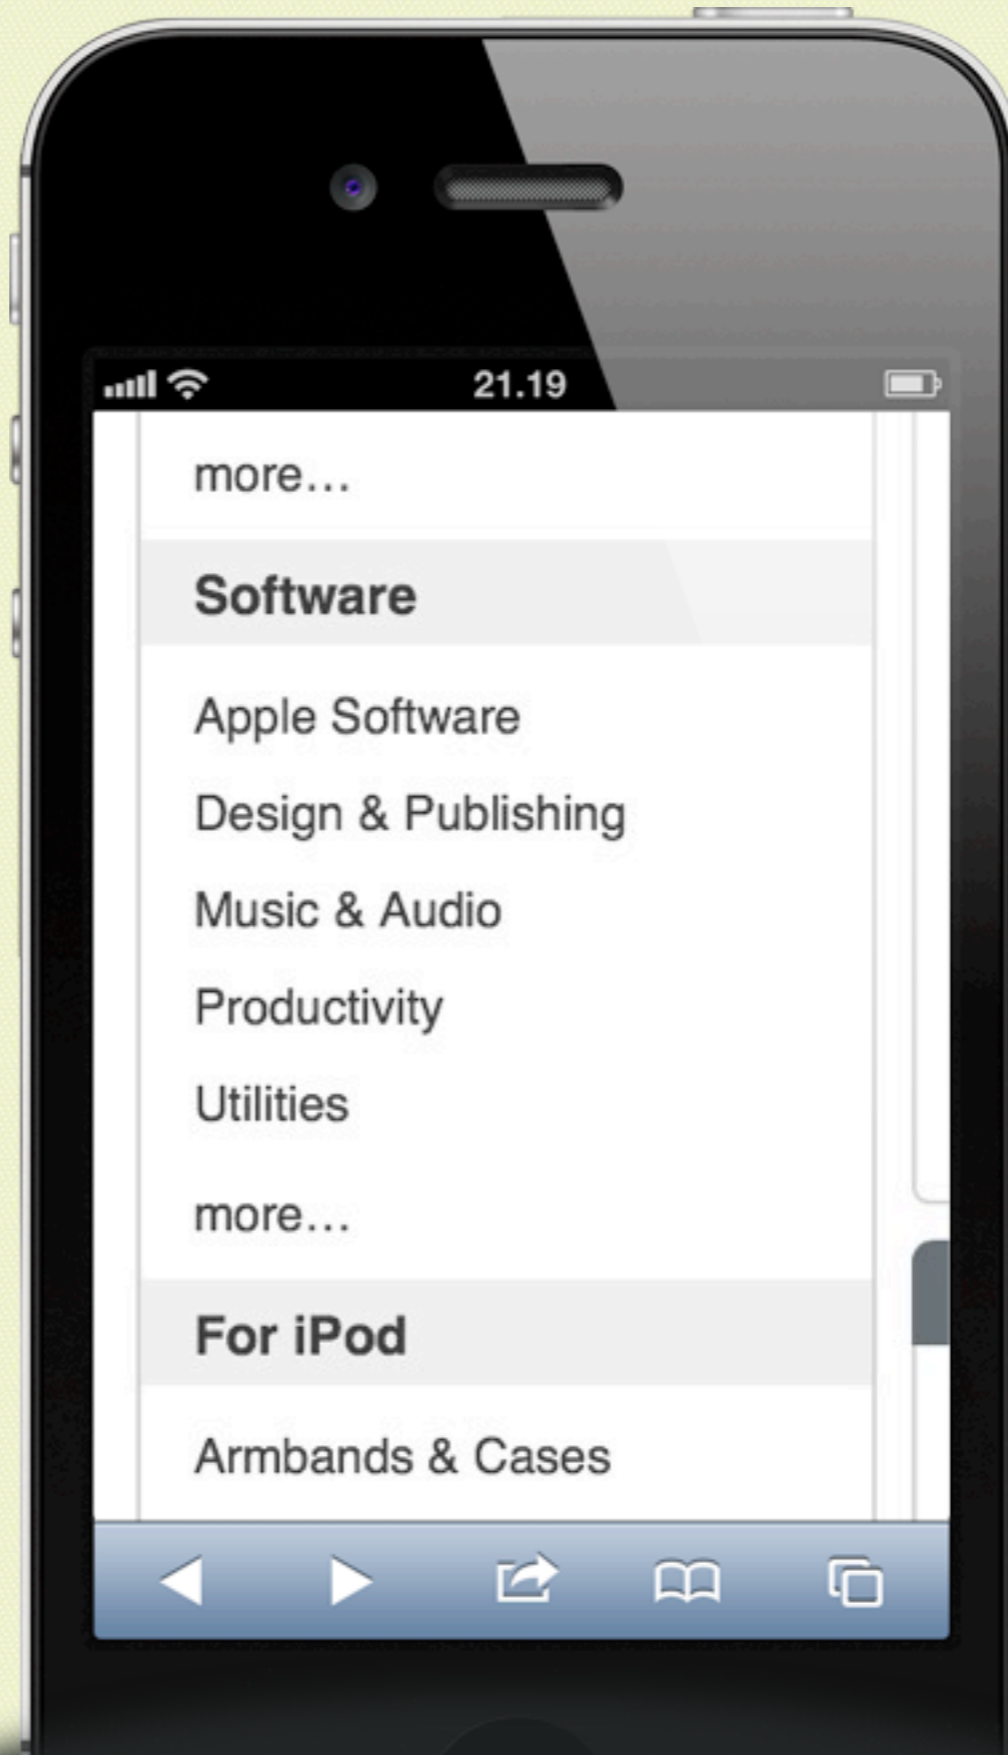 21.19
more…
Software
Apple Software
Design & Publishing
Music & Audio
Productivity
Utilities
more…
For iPod
Armbands & Cases